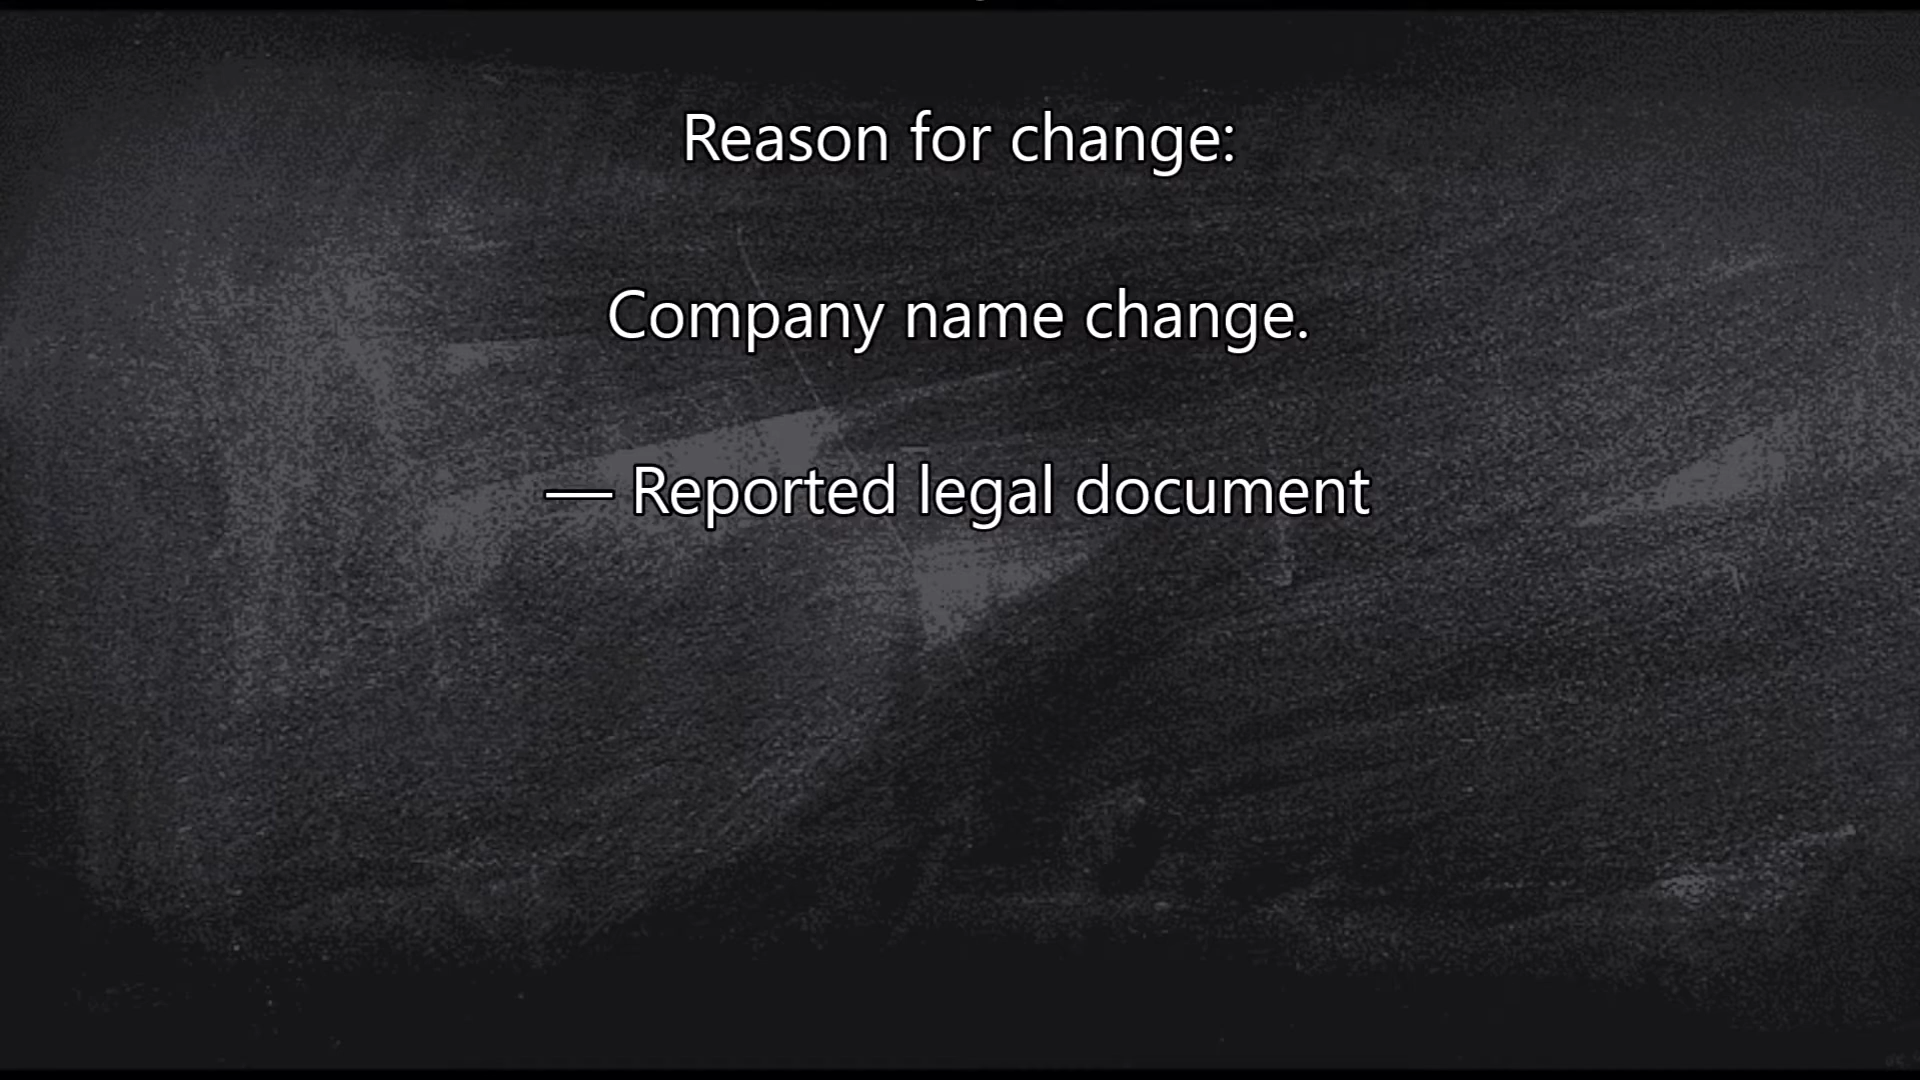 Reason for change:
Company name change.
— Reported legal document